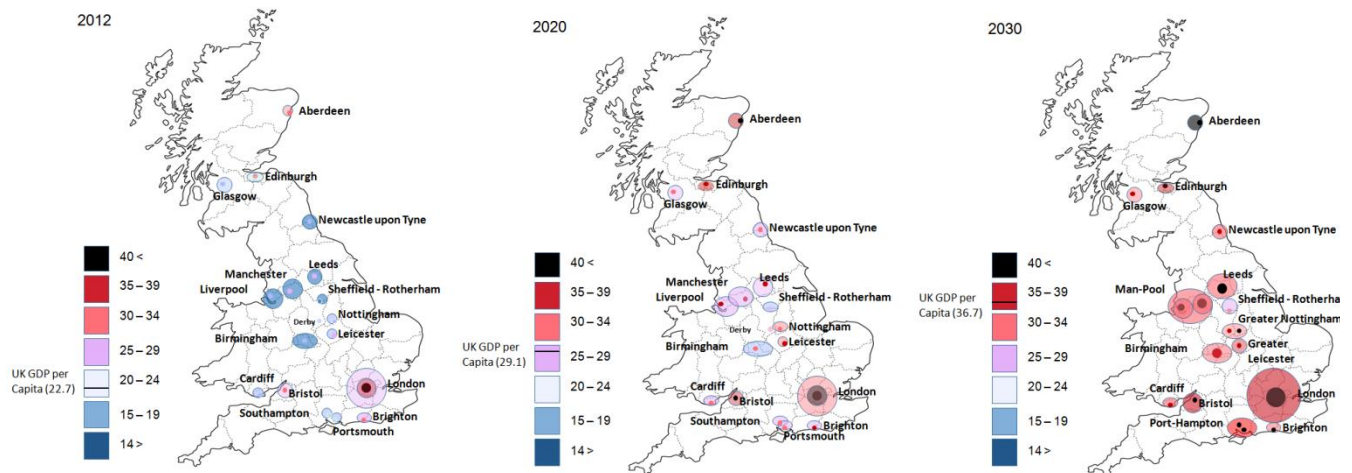 2012
Aberdeen
Edinburgh
Glasgow
Newcastle upon Tyne
Leeds
Manchester
Liverpool
Sheffield - Rotherham
Nottingham
Derby
Leicester
Birmingham
Cardiff
London
Bristol
Southampton
Brighton
Portsmouth
40 <
35 – 39
30 – 34
25 – 29
20 – 24
15 – 19
14 >
UK GDP per
Capita (22.7)
2020
Aberdeen
Edinburgh
Glasgow
Newcastle upon Tyne
Leeds
Manchester
Liverpool
Sheffield - Rotherham
Nottingham
Derby
Leicester
Birmingham
Cardiff
London
Bristol
Southampton
Brighton
Portsmouth
40 <
35 – 39
30 – 34
25 – 29
20 – 24
15 – 19
14 >
UK GDP per
Capita (29.1)
2030
Aberdeen
Edinburgh
Glasgow
Newcastle upon Tyne
Leeds
Man-Pool
Sheffield - Rotherha
Greater Nottingham
Birmingham
Greater
Leicester
Cardiff
London
Bristol
Port-Hampton
Brighton
40 <
35 – 39
30 – 34
25 – 29
20 – 24
15 – 19
14 >
UK GDP per
Capita (36.7)